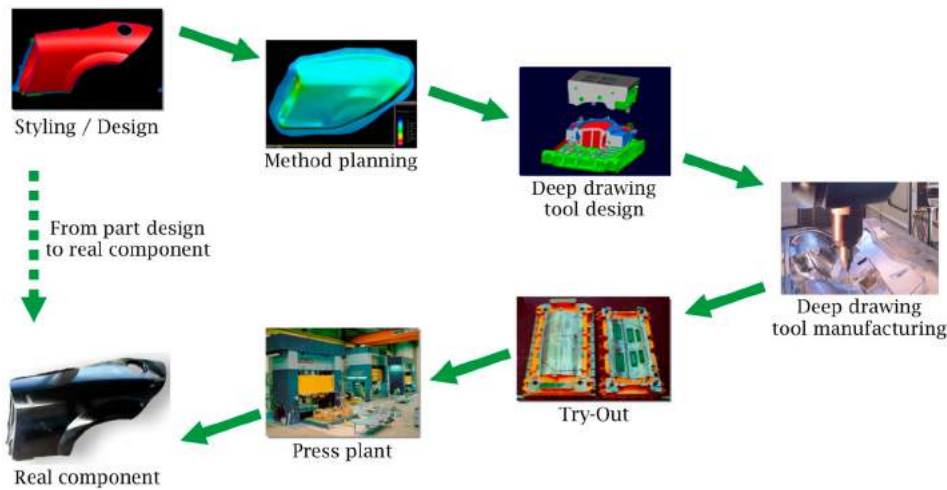 Styling / Design
Method planning
Deep drawing
tool design
From part design
to real component
Deep drawing
tool manufacturing
Try-Out
Press plant
Real component